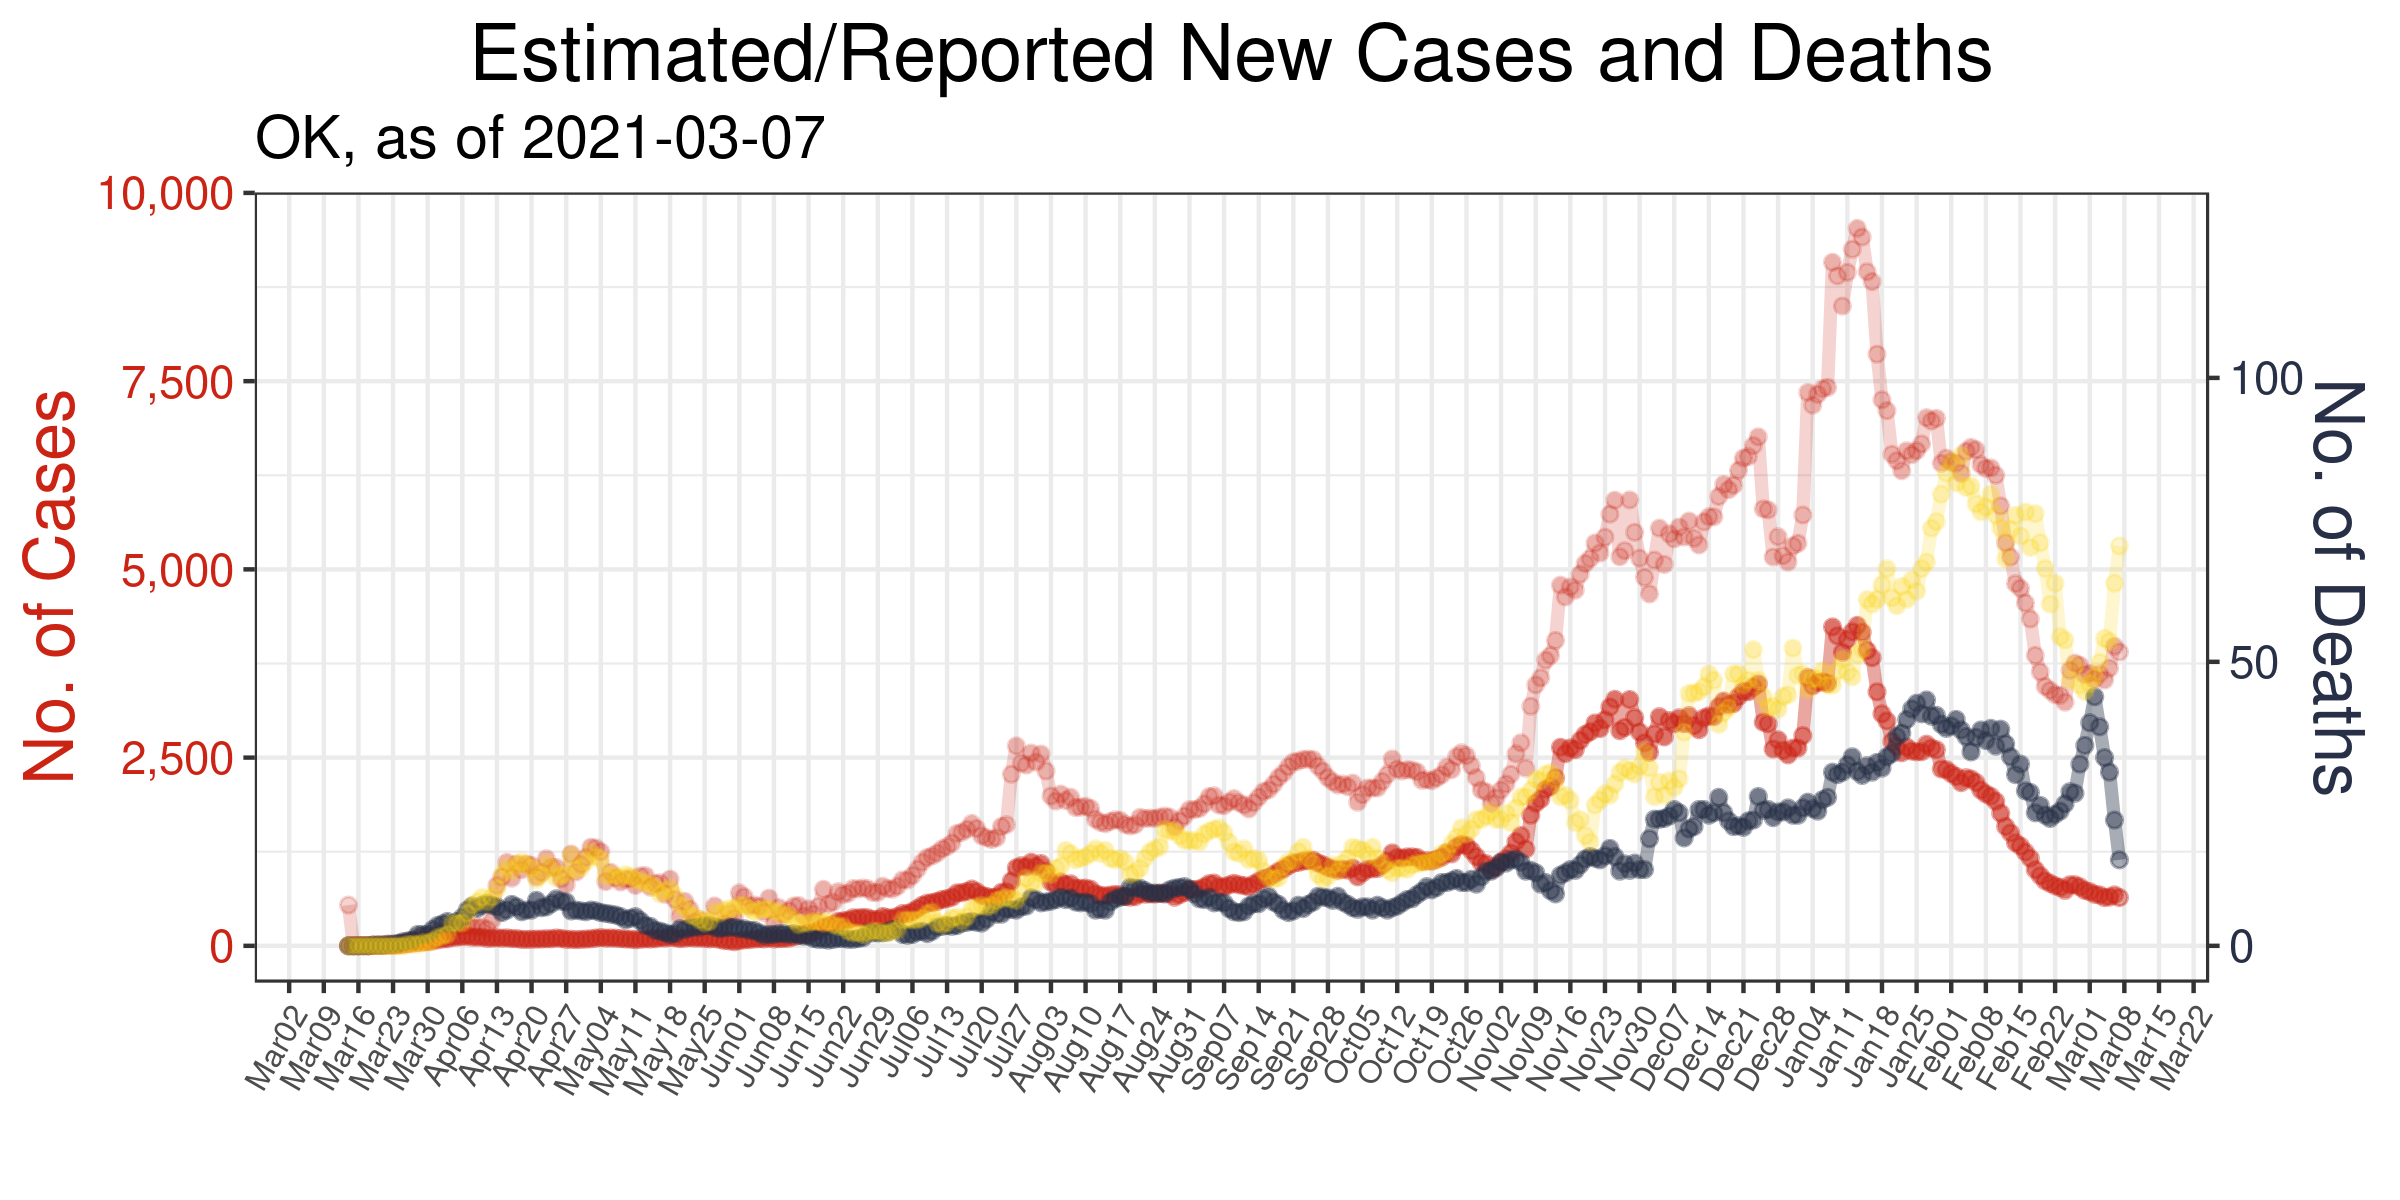 Estimated/Reported New Cases and Deaths
OK, as of 2021-03-07
No. of Cases
10,000
7,500
5,000
2,500
0
100
50
0
No. of Deaths
Mar02 Mar09 Mar16 Mar23 Mar30 Apr06 Apr13 Apr20 Apr27 May04 May11 May18 May25 Jun01 Jun08 Jun15 Jun22 Jun29 Jul06 Jul13 Jul20 Jul27 Aug03 Aug10 Aug17 Aug24 Aug31 Sep07 Sep14 Sep21 Sep28 Oct05 Oct12 Oct19 Oct26 Nov02 Nov09 Nov16 Nov23 Nov30 Dec07 Dec14 Dec21 Dec28 Jan04 Jan11 Jan18 Jan25 Feb01 Feb08 Feb15 Feb22 Mar01 Mar08 Mar15 Mar22